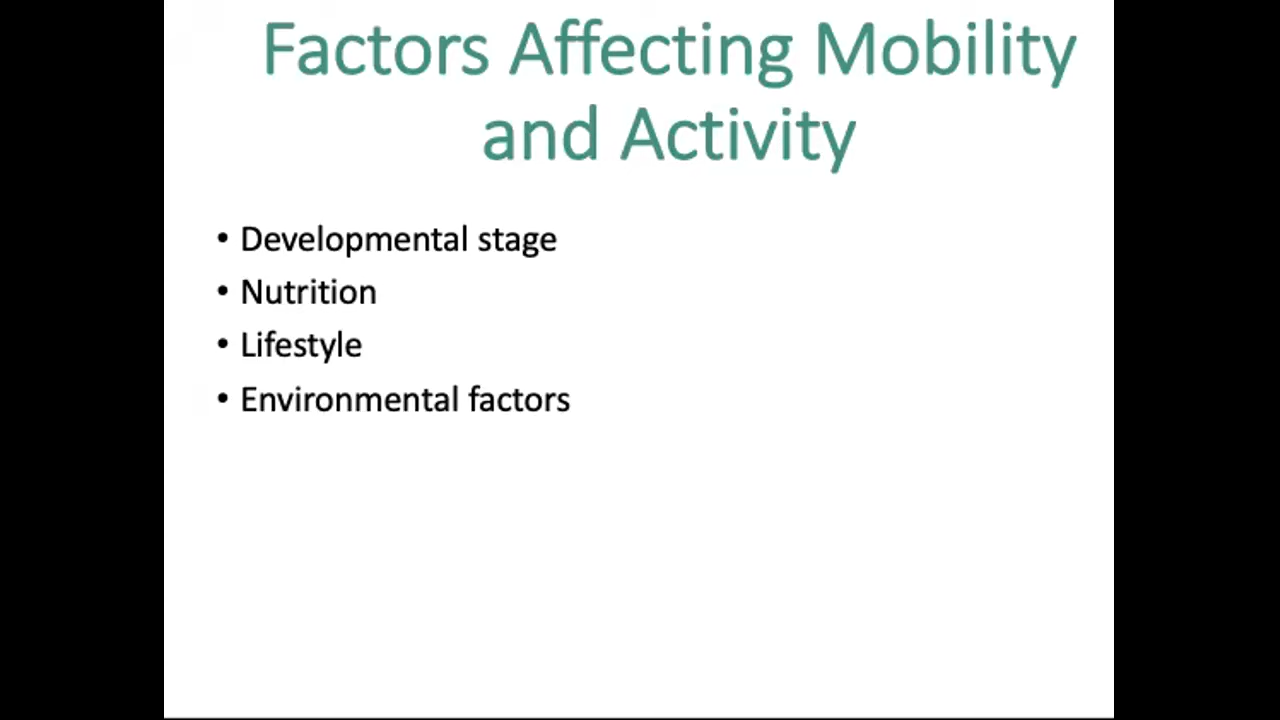 Factors Affecting Mobility
and Activity
• Developmental stage
• Nutrition
• Lifestyle
• Environmental factors